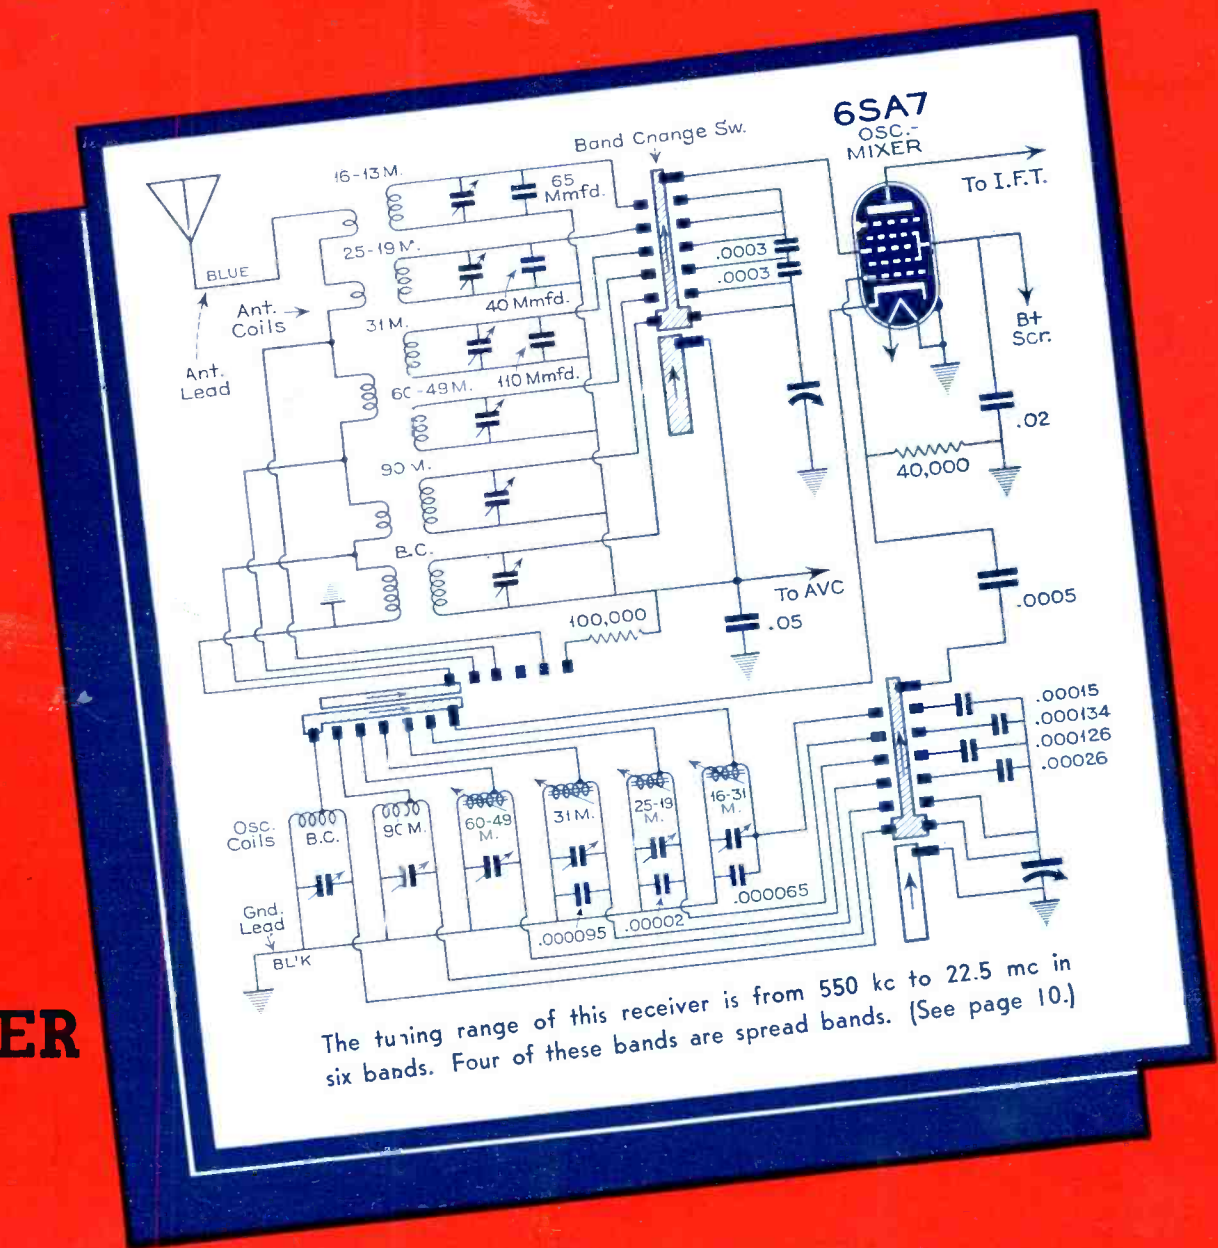 6SA7
OSC.-
MIXER
Band Change Sw.
To I.F.T.
16-13 M.
65
Mmfd.
25-19 M.
BLUE
.0003
.0003
40 Mmfd.
Ant.
Coils
31 M.
B+
Scr.
Ant.
Lead
60-49 M.
110 Mmfd.
.02
40,000
90 M.
B.C.
To AVC
.0005
100,000
.05
.00015
.000134
.000126
.00026
Osc.
Coils
B.C.
90 M.
60-49
M.
31 M.
25-19
M.
16-31
M.
Gnd.
Lead
.000065
.00002
.000095
BL'K
The tuning range of this receiver is from 550 kc to 22.5 mc in
six bands. Four of these bands are spread bands. (See page 10.)
ER